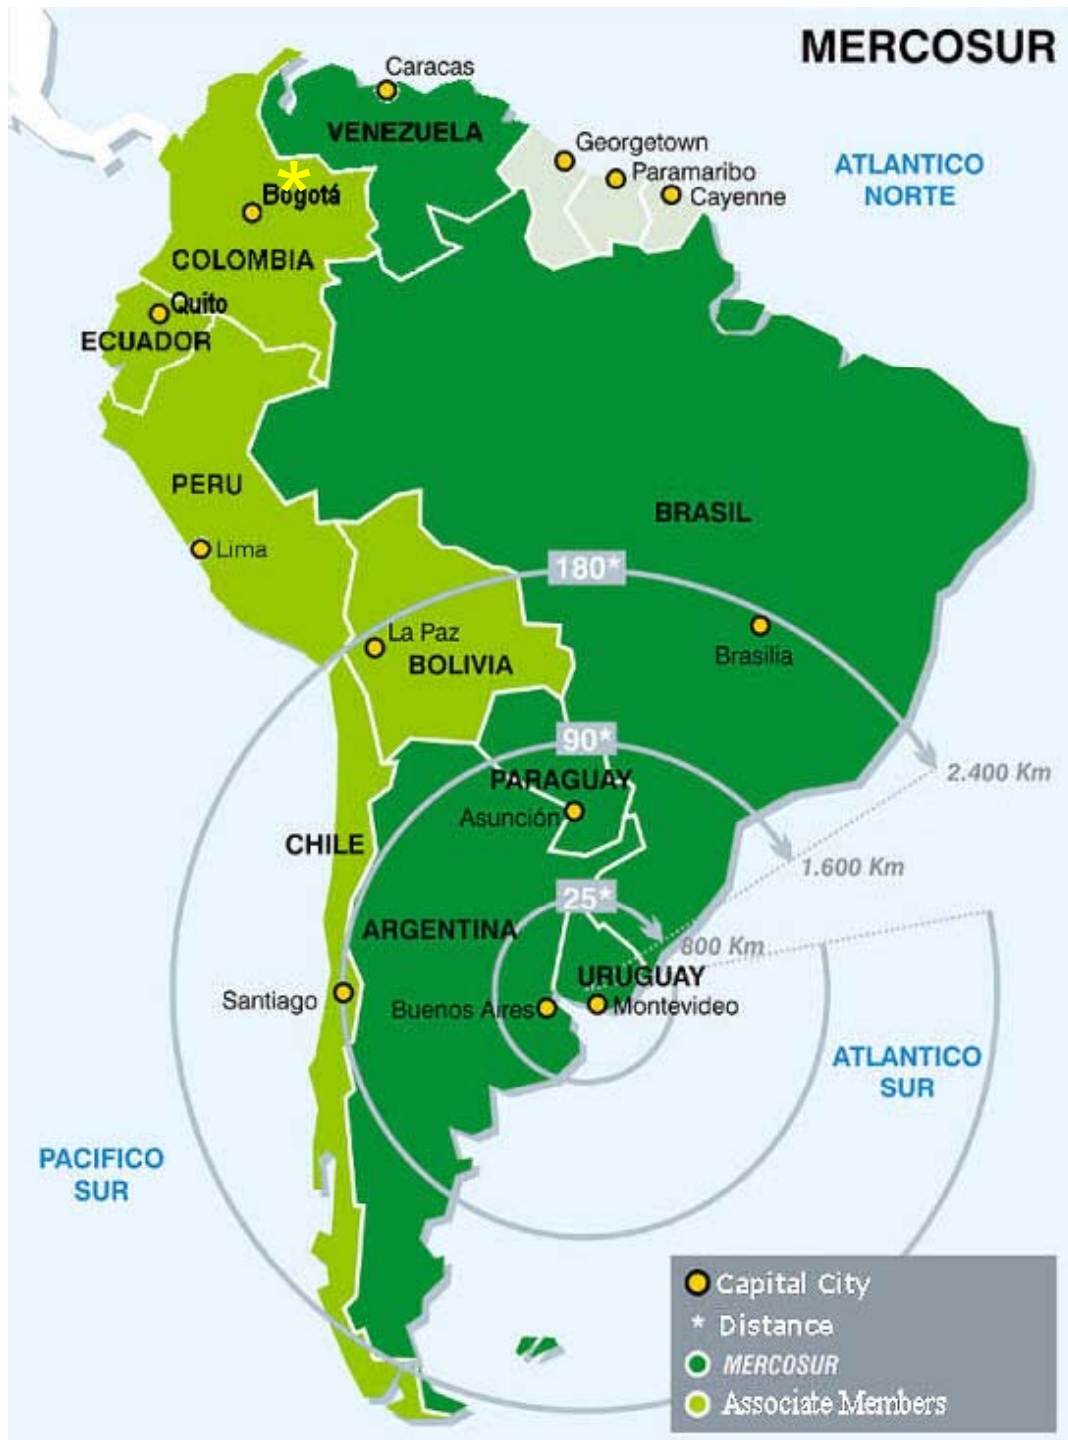 MERCOSUR
Caracas
VENEZUELA
Georgetown
Paramaribo
Cayenne
ATLANTICO
NORTE
*
Bogotá
COLOMBIA
Quito
ECUADOR
PERU
Lima
BRASIL
180*
La Paz
BOLIVIA
Brasilia
90*
2.400 Km
PARAGUAY
Asunción
CHILE
1.600 Km
25*
ARGENTINA
800 Km
URUGUAY
Santiago
Buenos Aires
Montevideo
ATLANTICO
SUR
PACIFICO
SUR
Capital City
* Distance
MERCOSUR
Associate Members